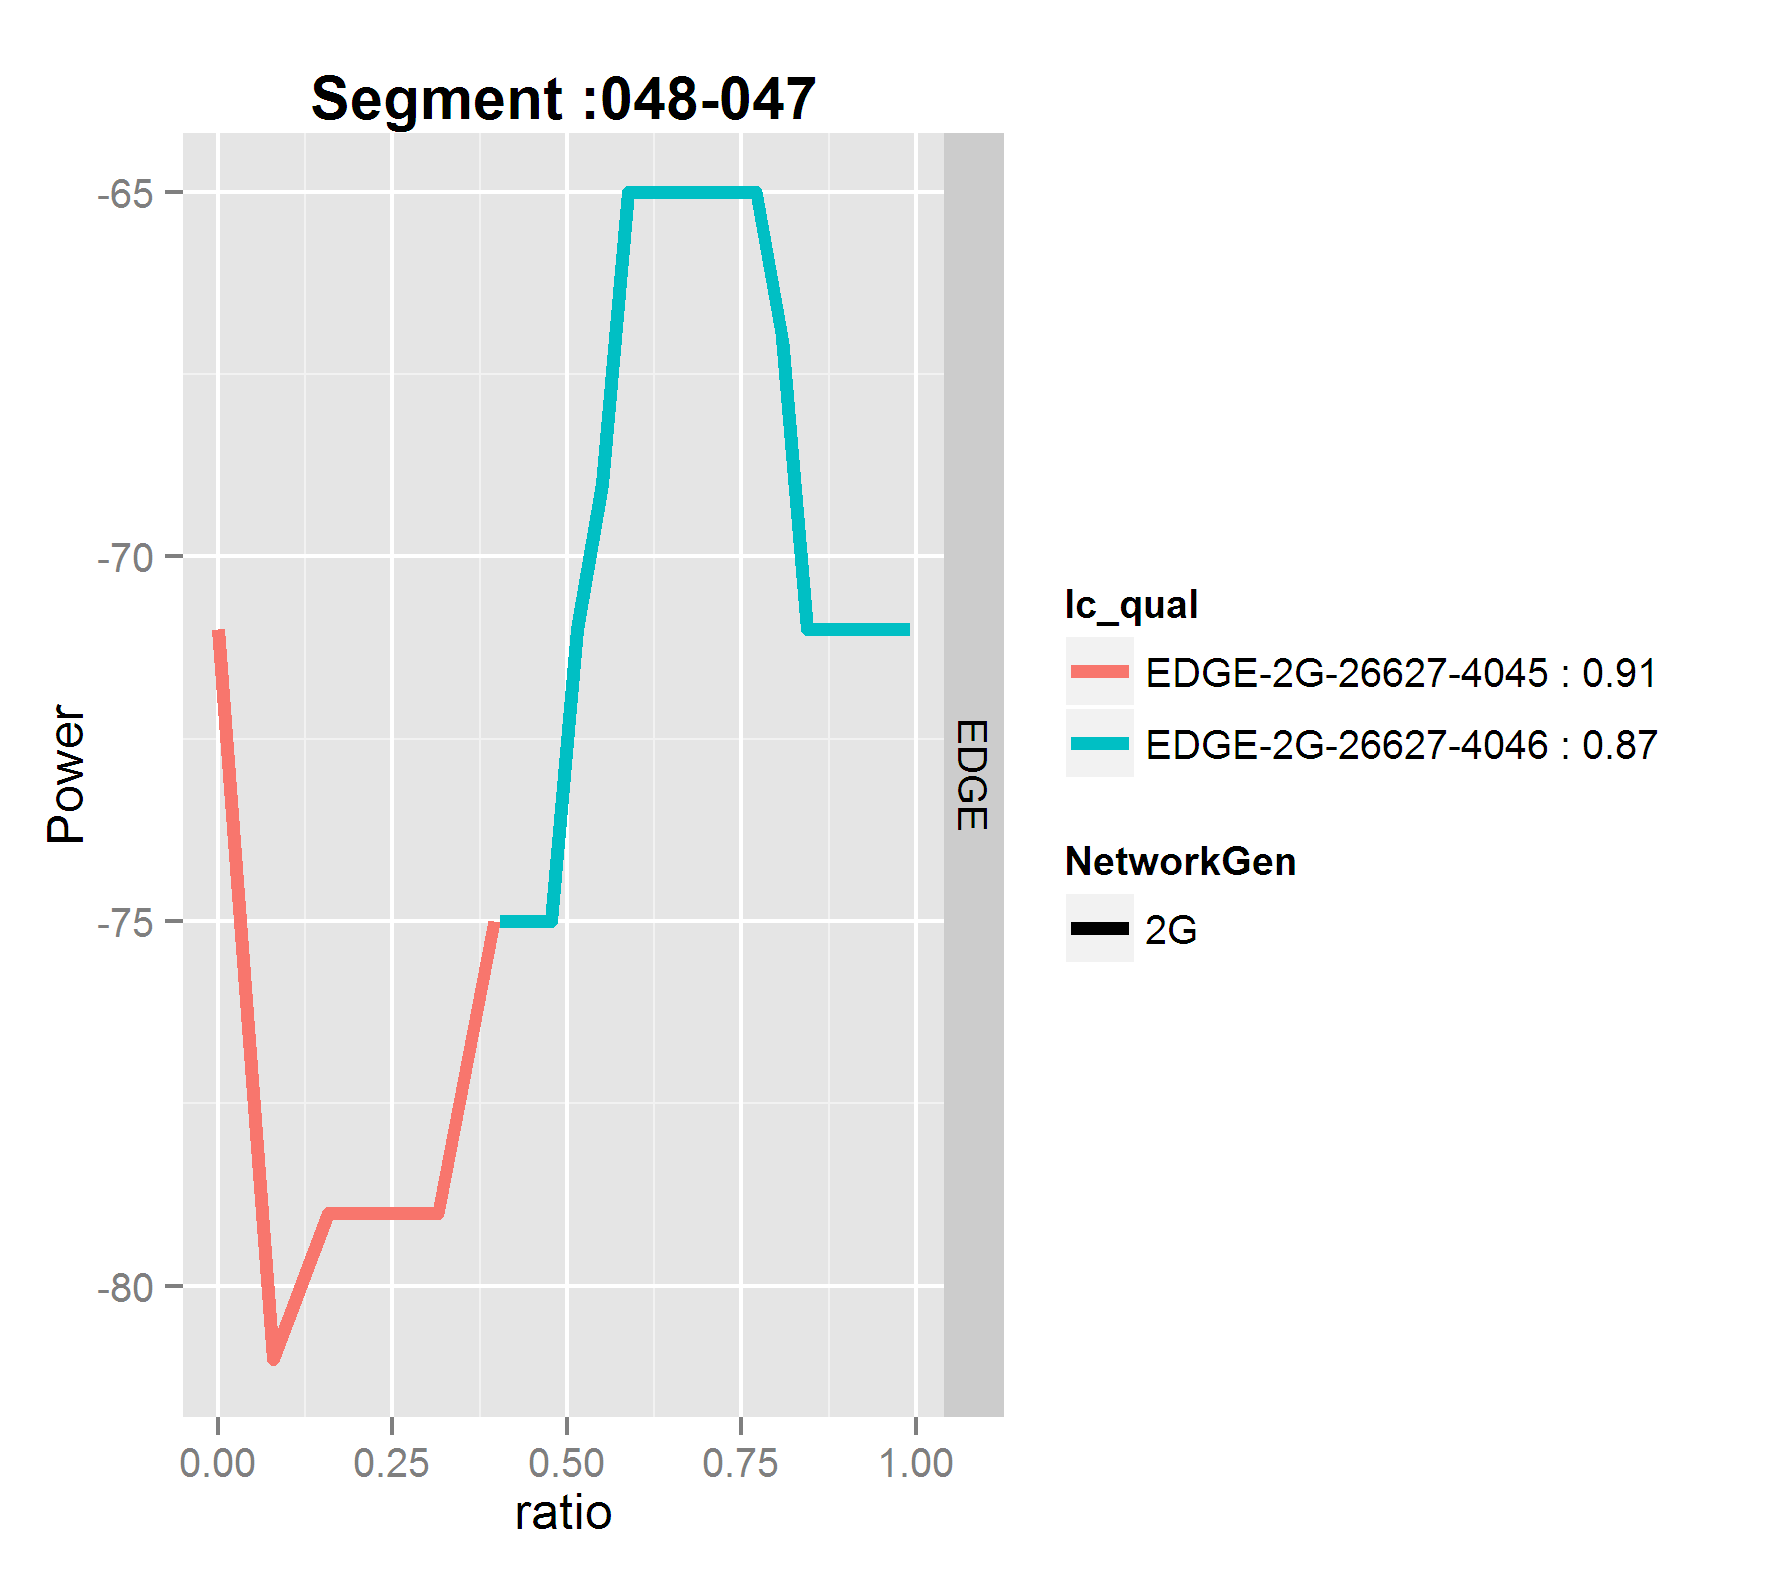 Segment :048-047
-65
-70
-75
-80
Power
0.00 0.25 0.50 0.75 1.00
ratio
EDGE
lc_qual
EDGE-2G-26627-4045 : 0.91
EDGE-2G-26627-4046 : 0.87
NetworkGen
2G